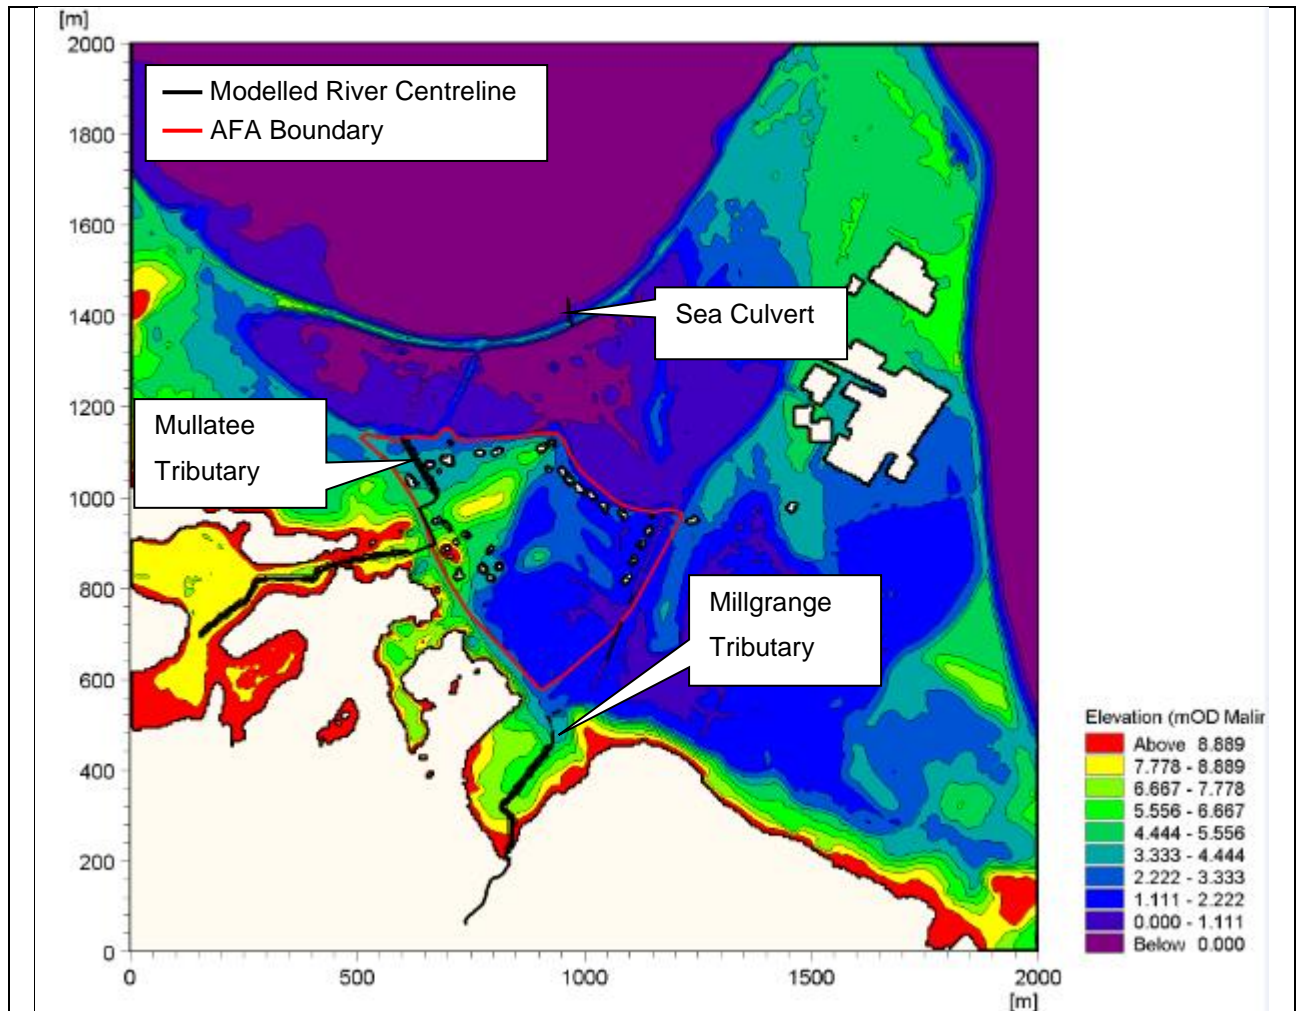 [m]
2000
1800
1600
1400
1200
1000
800
600
400
200
0
Modelled River Centreline
AFA Boundary
Sea Culvert
Mullatee
Tributary
Millgrange
Tributary
Elevation (mOD Malin
Above 8.889
7.778 - 8.889
6.667 - 7.778
5.556 - 6.667
4.444 - 5.556
3.333 - 4.444
2.222 - 3.333
1.111 - 2.222
0.000 - 1.111
Below 0.000
0 500 1000 1500 2000
[m]